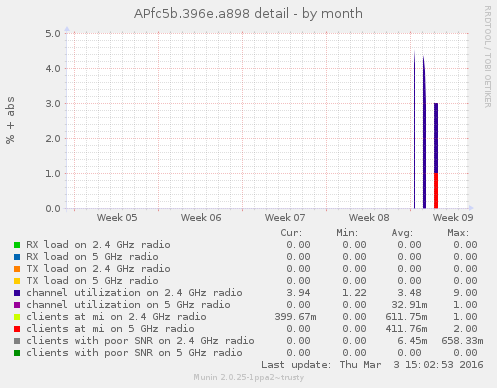 APfc5b.396e.a898 detail - by month
RRDTOOL / TOBI OETIKER
% + abs
5.0
4.0
3.0
2.0
1.0
0.0
Week 05 Week 06 Week 07 Week 08 Week 09
Cur: Min: Avg: Max:
RX load on 2.4 GHz radio 0.00 0.00 0.00 0.00
RX load on 5 GHz radio 0.00 0.00 0.00 0.00
TX load on 2.4 GHz radio 0.00 0.00 0.00 0.00
TX load on 5 GHz radio 0.00 0.00 0.00 0.00
channel utilization on 2.4 GHz radio 3.94 1.22 3.48 9.00
channel utilization on 5 GHz radio 0.00 0.00 32.91m 1.00
clients at mi on 2.4 GHz radio 399.67m 0.00 611.75m 1.00
clients at mi on 5 GHz radio 0.00 0.00 411.76m 2.00
clients with poor SNR on 2.4 GHz radio 0.00 0.00 6.45m 658.33m
clients with poor SNR on 5 GHz radio 0.00 0.00 0.00 0.00
Last update: Thu Mar 3 15:02:53 2016
Munin 2.0.25-1ppa2~trusty